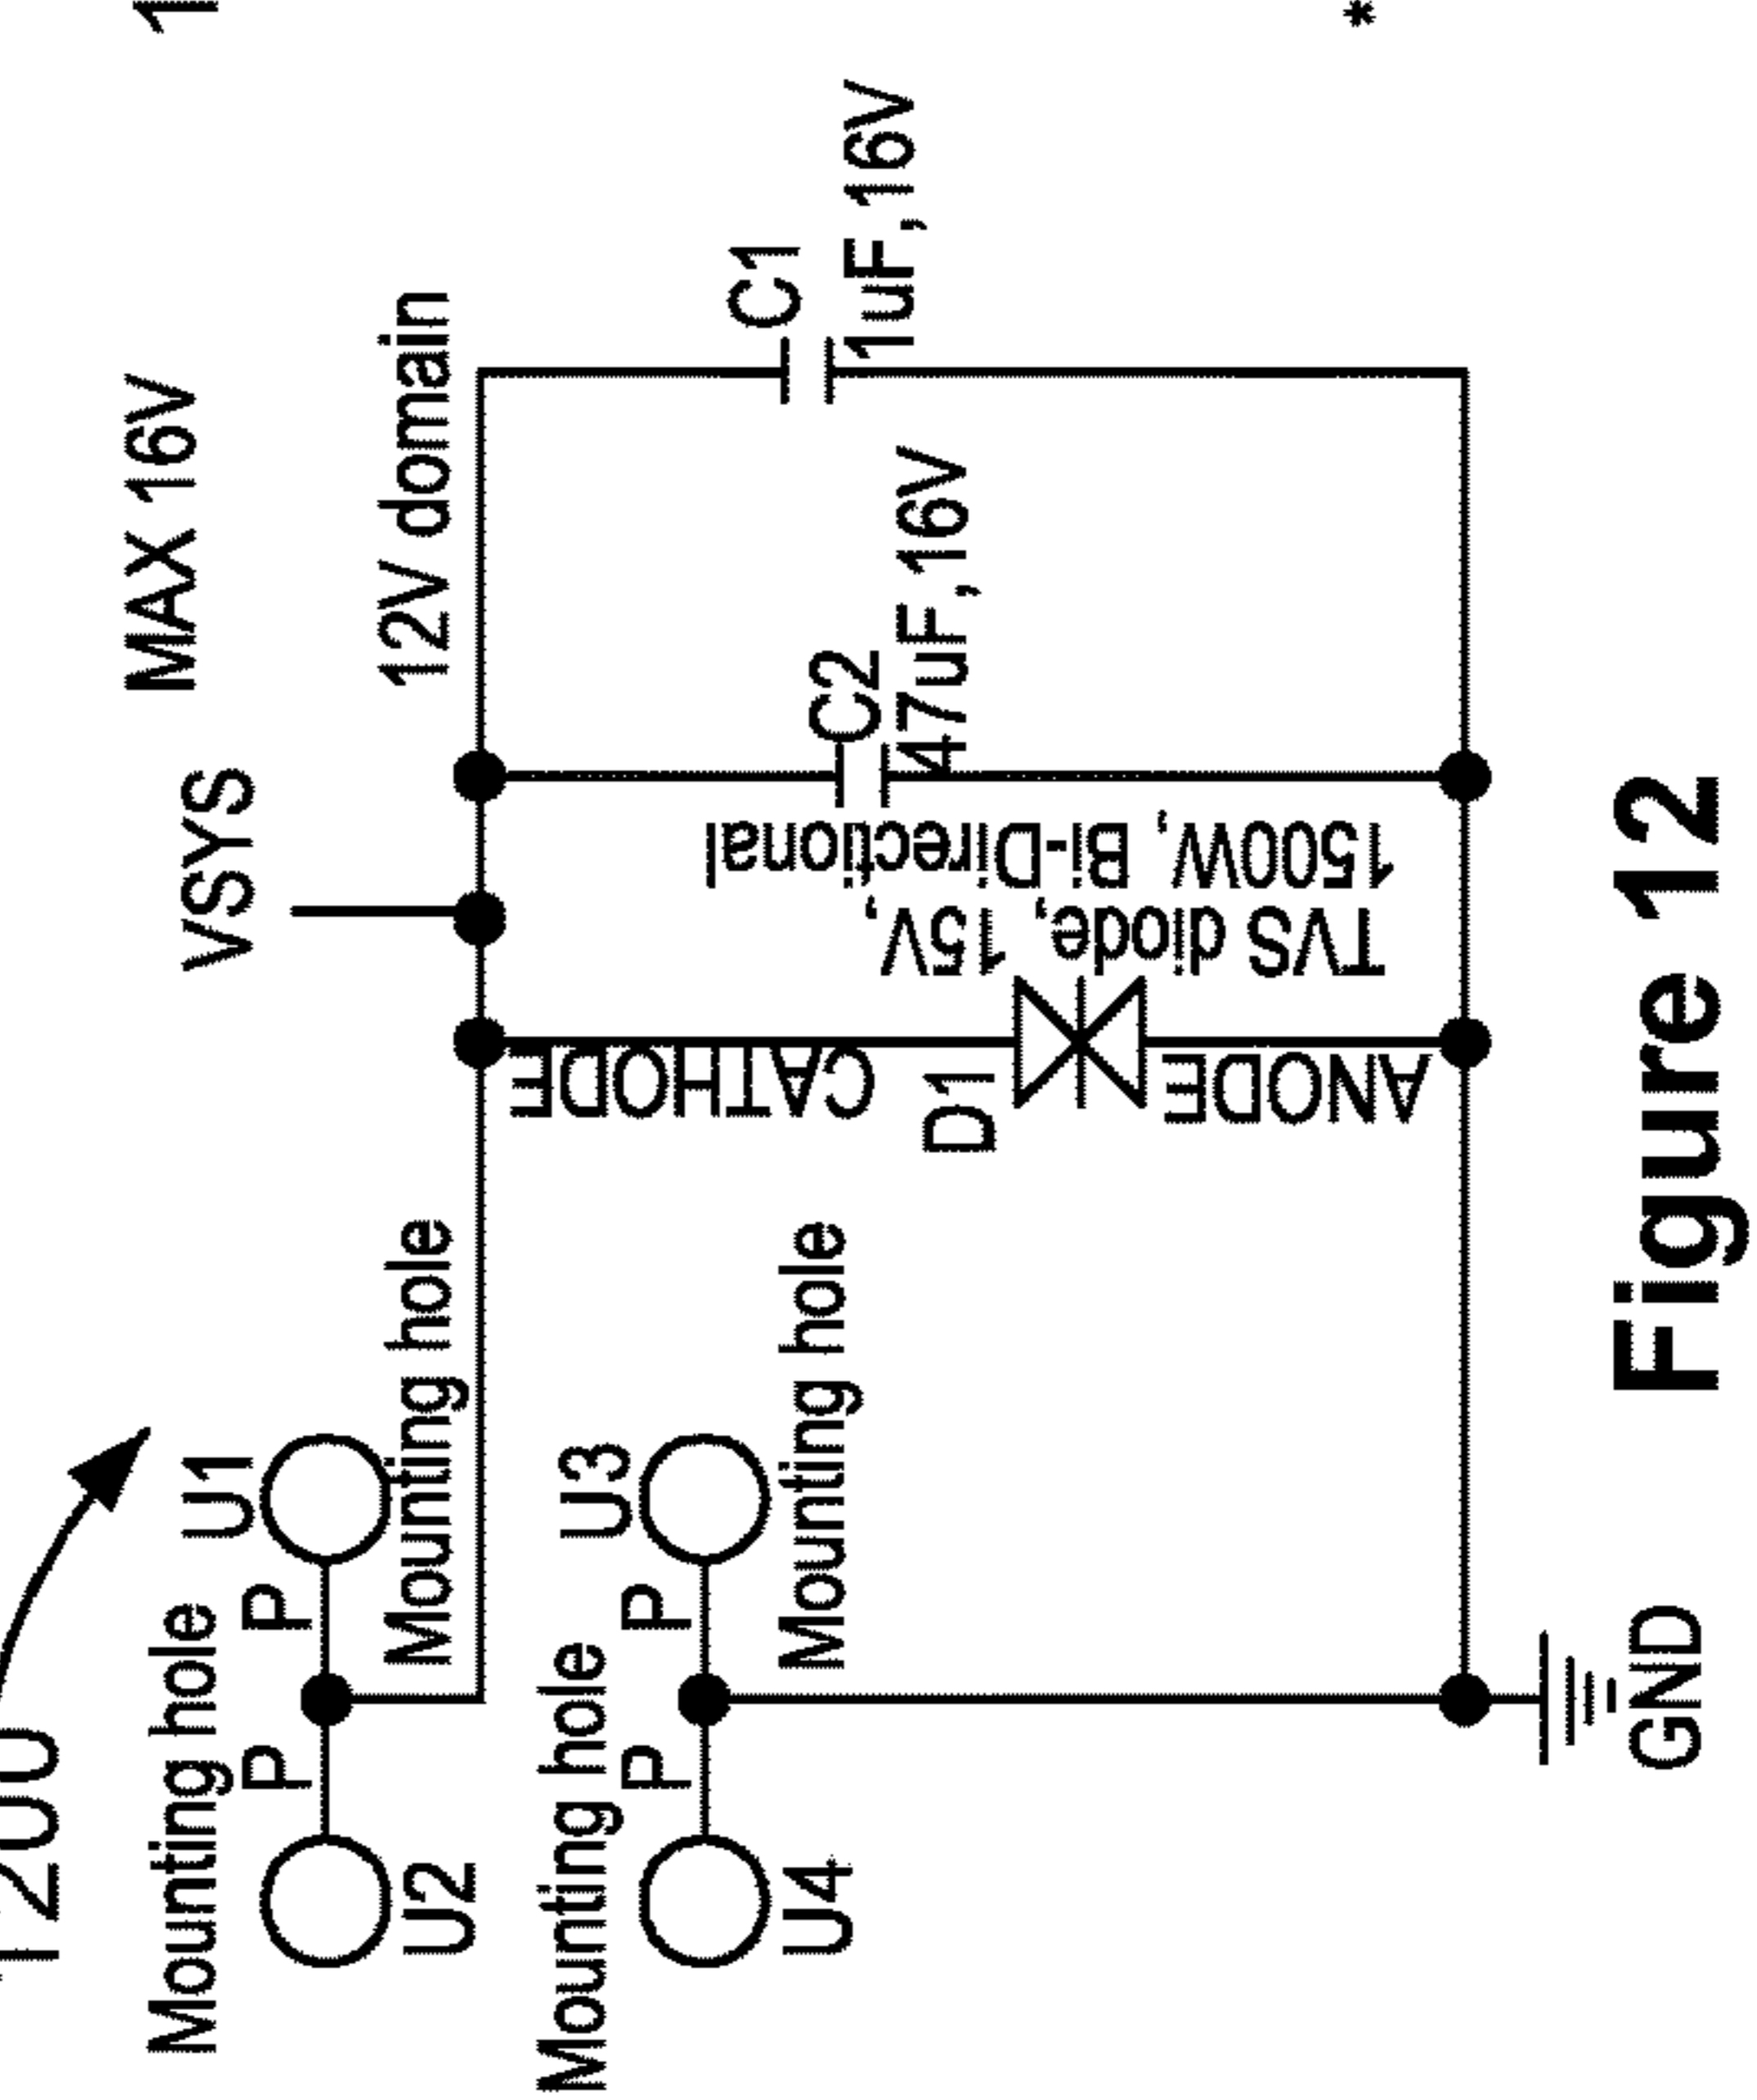 1200
MAX 16V
1
Mounting hole
U1
VSYS
P
P
12V domain
U2
Mounting hole
Mounting hole
U3
P
P
CATHODE
C1
1uF,16V
C2
47uF,16V
U4
Mounting hole
D1
TVS diode, 15V,
1500W, Bi-Directional
ANODE
*
GND
Figure 12